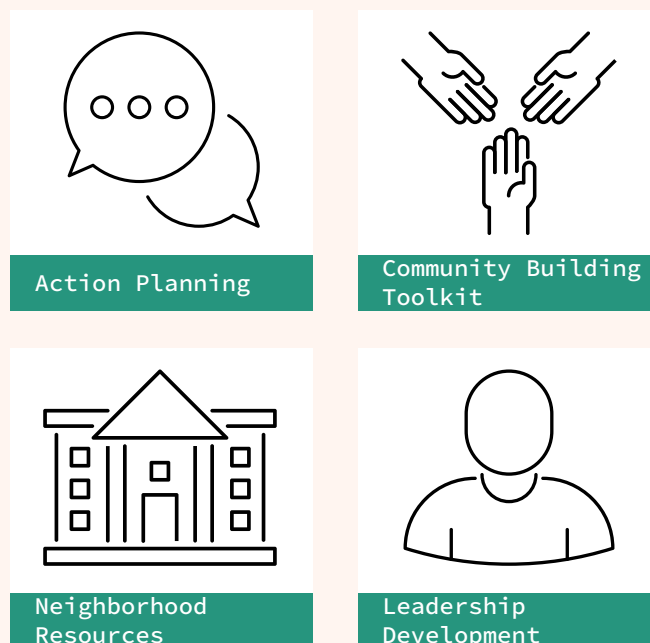 Action Planning
Community Building
Toolkit
Neighborhood
Resources
Leadership
Development